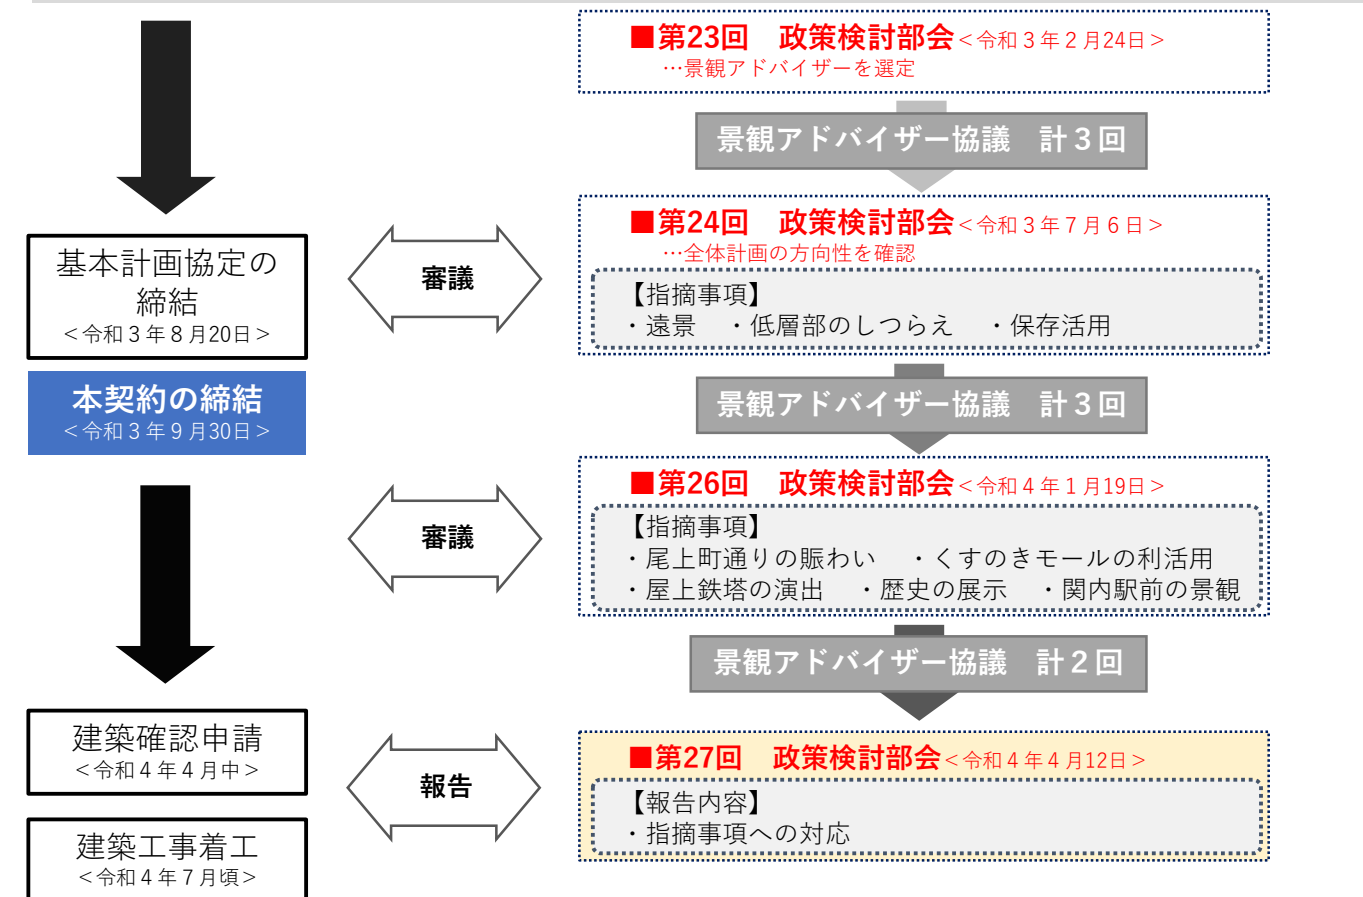 ■第23回　政策検討部会＜令和３年２月24日＞
…景観アドバイザーを選定
景観アドバイザー協議　計３回
■第24回　政策検討部会＜令和３年７月６日＞
…全体計画の方向性を確認
【指摘事項】
・遠景　・低層部のしつらえ　・保存活用
基本計画協定の
締結
＜令和３年８月20日＞
審議
本契約の締結
＜令和３年９月30日＞
景観アドバイザー協議　計３回
■第26回　政策検討部会＜令和４年１月19日＞
【指摘事項】
・尾上町通りの賑わい　・くすのきモールの利活用
・屋上鉄塔の演出　・歴史の展示　・関内駅前の景観
審議
景観アドバイザー協議　計２回
建築確認申請
＜令和４年４月中＞
報告
■第27回　政策検討部会＜令和４年４月12日＞
【報告内容】
・指摘事項への対応
建築工事着工
＜令和４年７月頃＞